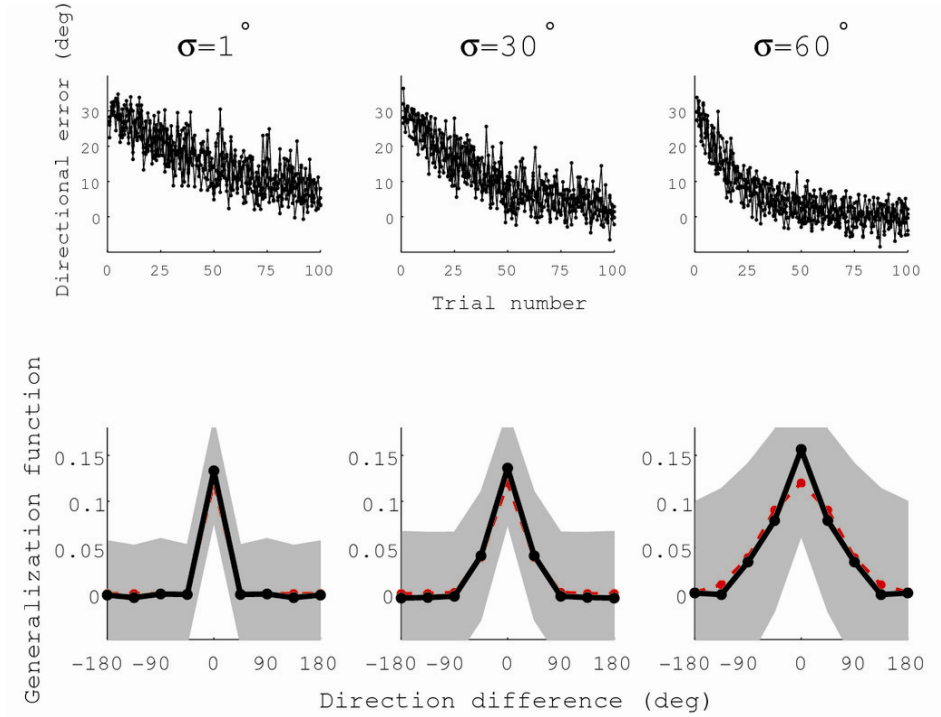 σ=1°
σ=30°
σ=60°
Directional error (deg)
30
20
10
0
0 25 50 75 100
30
20
10
0
0 25 50 75 100
30
20
10
0
0 25 50 75 100
Trial number
Generalization function
0.15
0.1
0.05
0
-180 -90 0 90 180
0.15
0.1
0.05
0
-180 -90 0 90 180
0.15
0.1
0.05
0
-180 -90 0 90 180
Direction difference (deg)